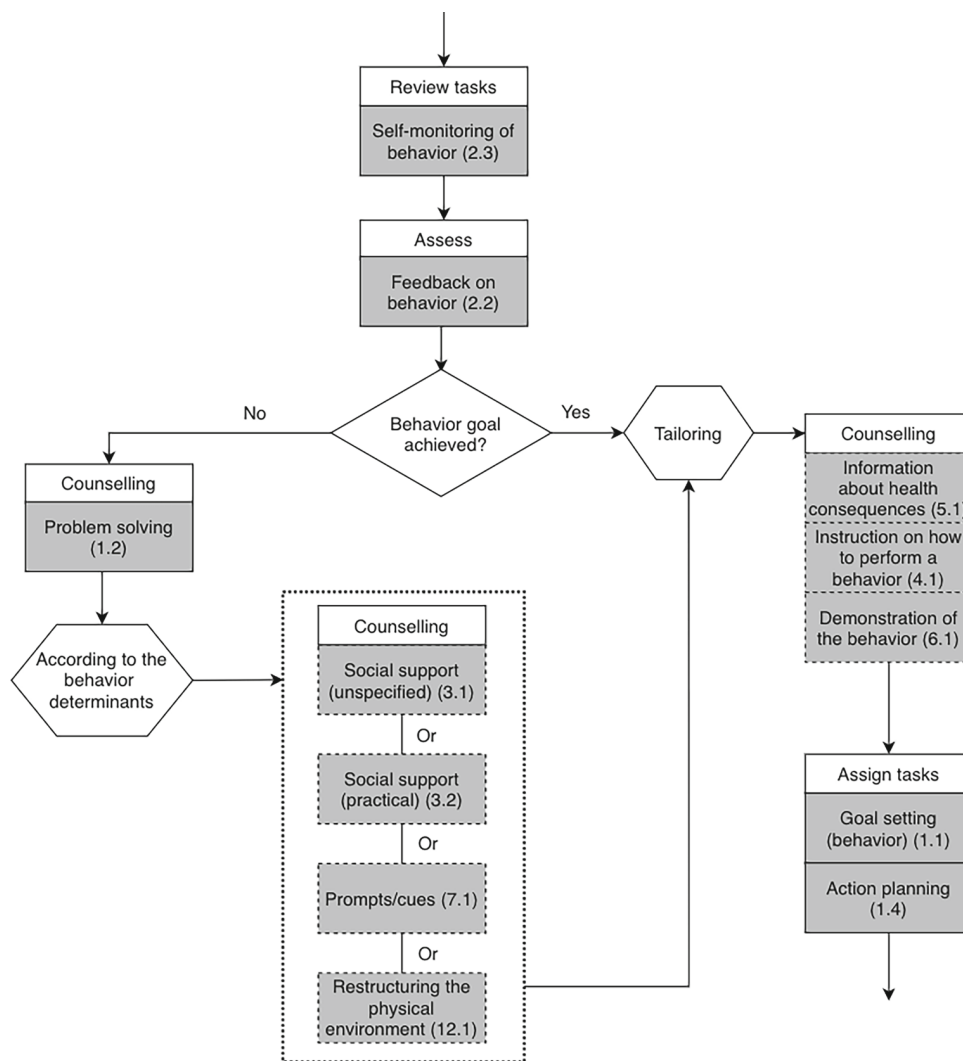 Review tasks
Self-monitoring of
behavior (2.3)
Assess
Feedback on
behavior (2.2)
Behavior goal
achieved?
No
Yes
Counselling
Problem solving
(1.2)
According to the
behavior
determinants
Counselling
Social support
(unspecified) (3.1)
Or
Social support
(practical) (3.2)
Or
Prompts/cues (7.1)
Or
Restructuring the
physical
environment (12.1)
Tailoring
Counselling
Information
about health
consequences (5.1)
Instruction on how
to perform a
behavior (4.1)
Demonstration of
the behavior (6.1)
Assign tasks
Goal setting
(behavior) (1.1)
Action planning
(1.4)